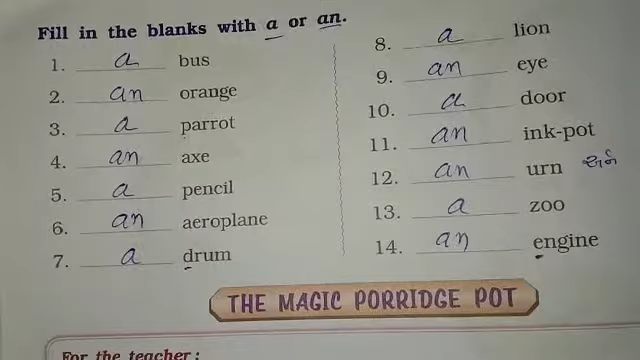 Fill in the blanks with a or an.
1. a bus
2. an orange
3. a parrot
4. an axe
5. a pencil
6. an aeroplane
7. a drum
8. a lion
9. an eye
10. a door
11. an ink-pot
12. an urn
13. a zoo
14. an engine
THE MAGIC PORRIDGE POT
For the teacher: